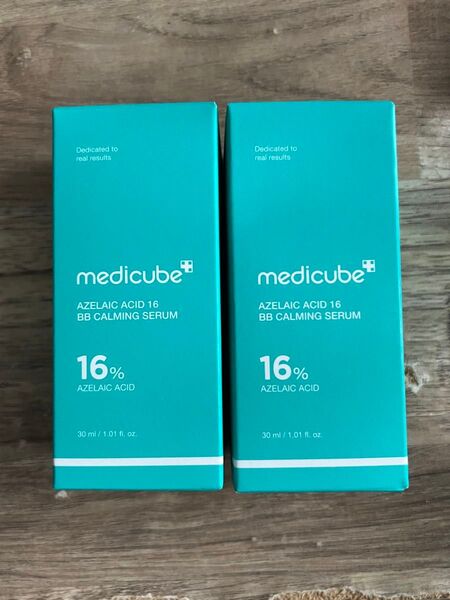 Dedicated to
real results
medicube
AZELAIC ACID 16
BB CALMING SERUM
16%
AZELAIC ACID
30 ml / 1.01 fl. oz.
Dedicated to
real results
medicube
AZELAIC ACID 16
BB CALMING SERUM
16%
AZELAIC ACID
30 ml / 1.01 fl. oz.